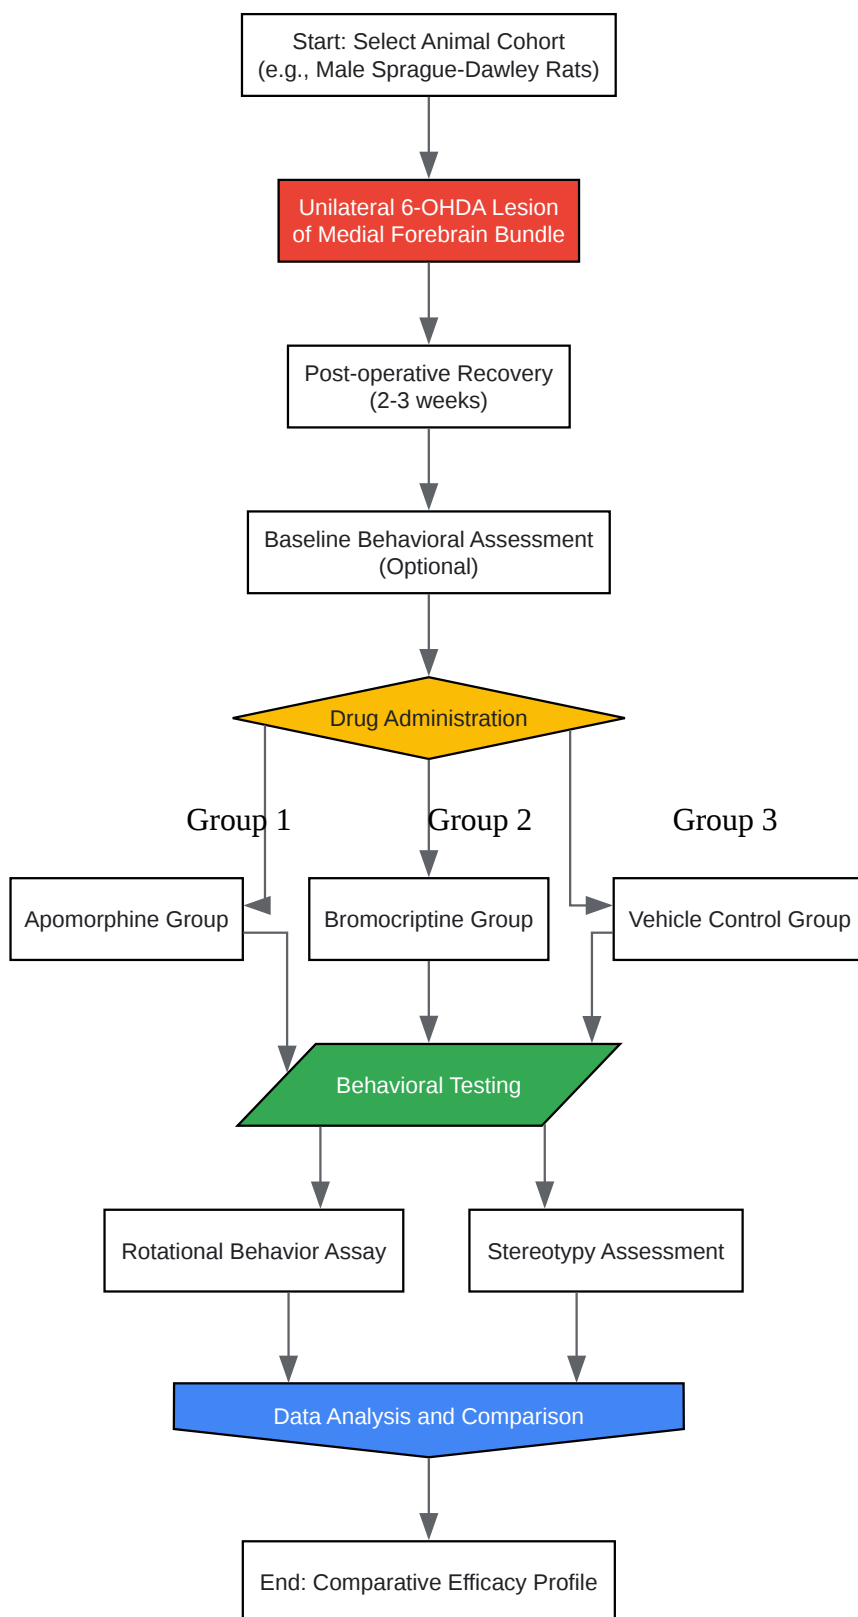 Start: Select Animal Cohort
(e.g., Male Sprague-Dawley Rats)
Unilateral 6-OHDA Lesion
of Medial Forebrain Bundle
Post-operative Recovery
(2-3 weeks)
Baseline Behavioral Assessment
(Optional)
Drug Administration
Group 1
Group 2
Group 3
Apomorphine Group
Bromocriptine Group
Vehicle Control Group
Behavioral Testing
Rotational Behavior Assay
Stereotypy Assessment
Data Analysis and Comparison
End: Comparative Efficacy Profile